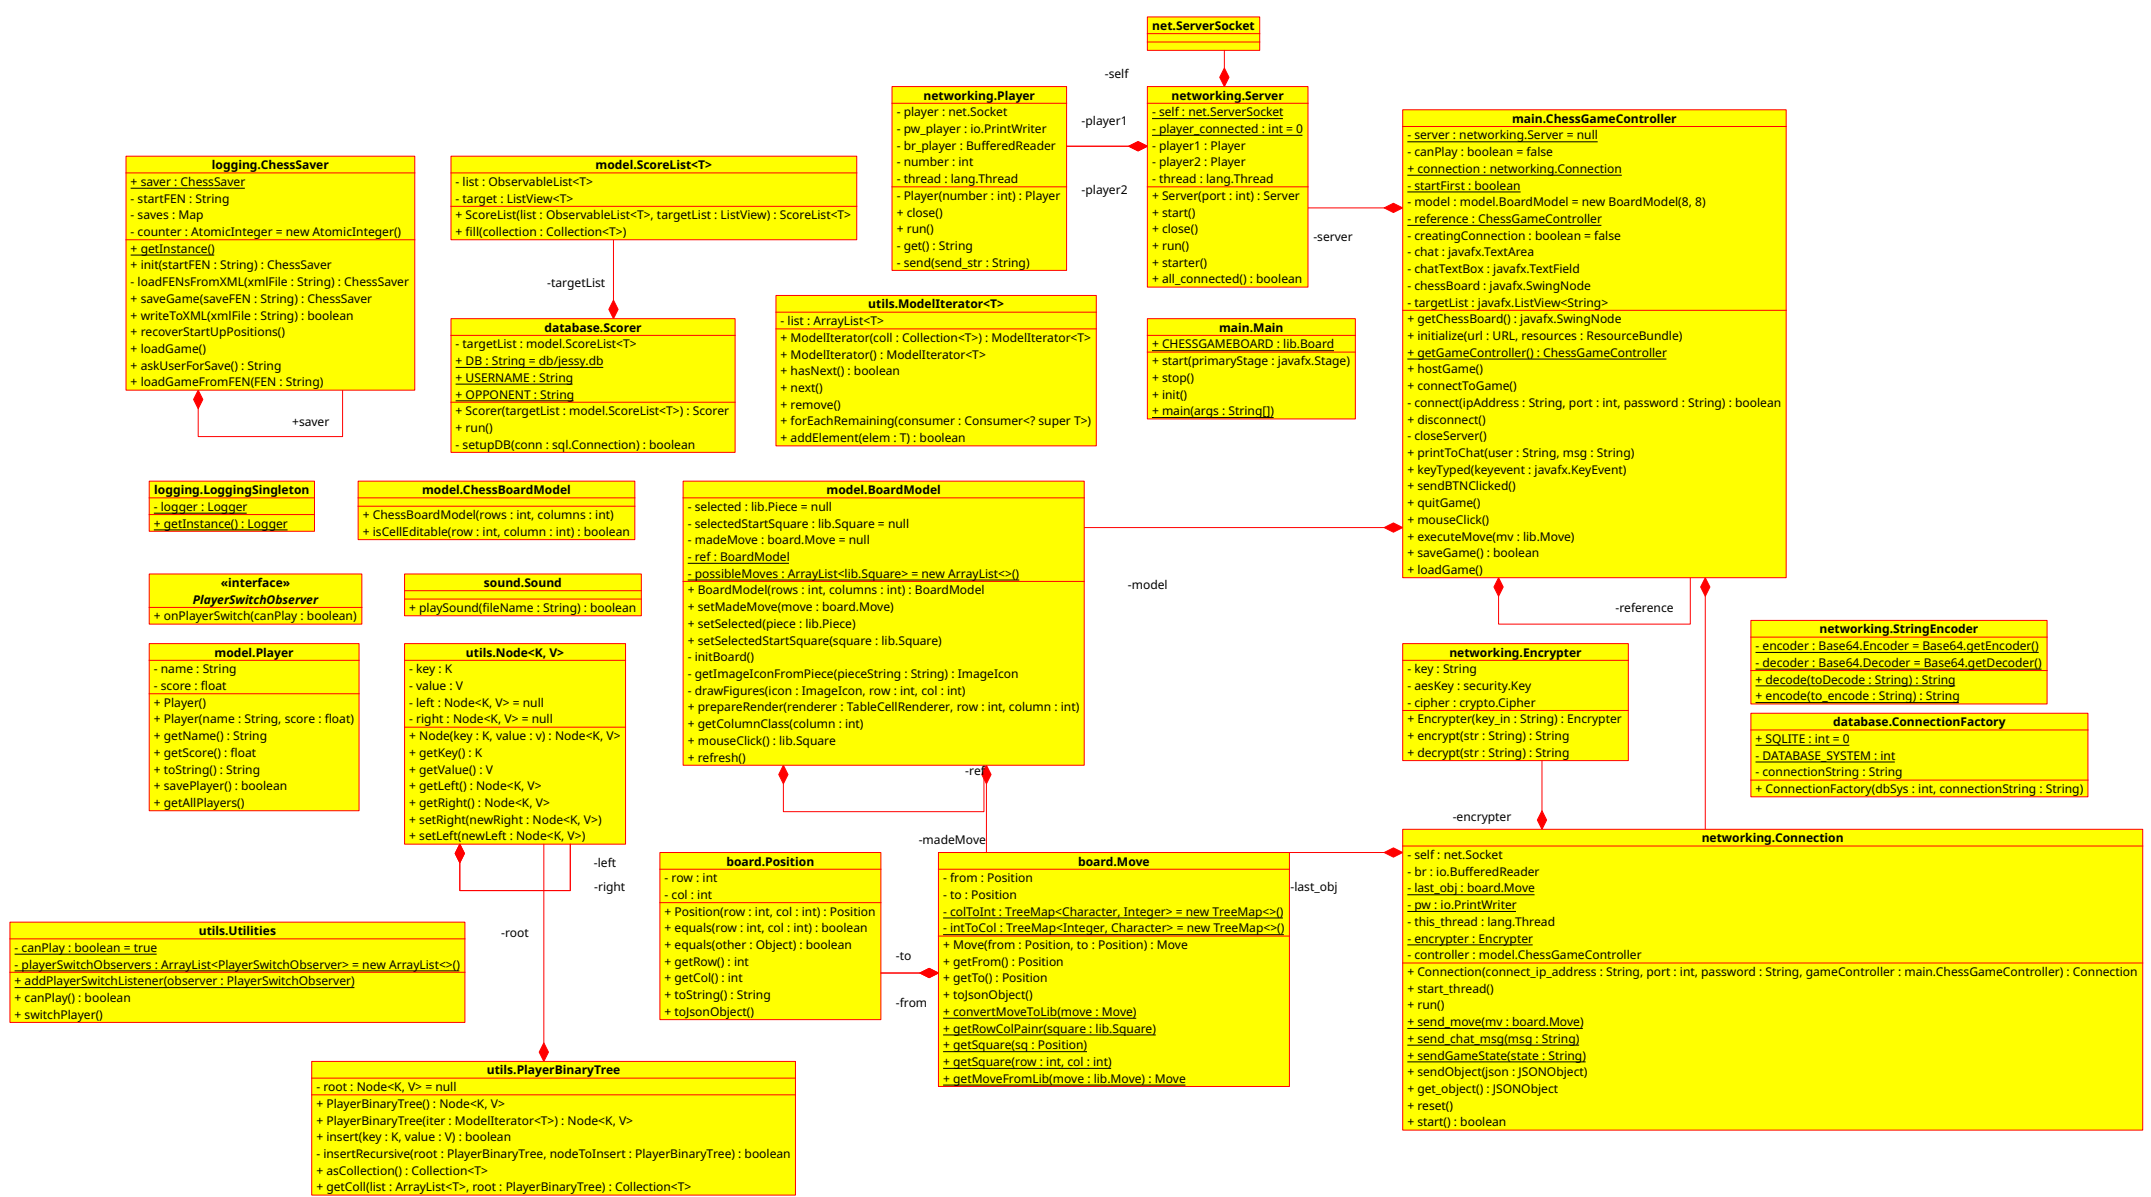 net.ServerSocket
-self
networking.Player
- player : net.Socket
- pw_player : io.PrintWriter
- br_player : BufferedReader
- number : int
- thread : lang.Thread
- Player(number : int) : Player
+ close()
+ run()
- get() : String
- send(send_str : String)
-player1
-player2
networking.Server
- self : net.ServerSocket
- player_connected : int = 0
- player1 : Player
- player2 : Player
- thread : lang.Thread
+ Server(port : int) : Server
+ start()
+ close()
+ run()
+ starter()
+ all_connected() : boolean
-server
main.ChessGameController
- server : networking.Server = null
- canPlay : boolean = false
+ connection : networking.Connection
- startFirst : boolean
- model : model.BoardModel = new BoardModel(8, 8)
- reference : ChessGameController
- creatingConnection : boolean = false
- chat : javafx.TextArea
- chatTextBox : javafx.TextField
- chessBoard : javafx.SwingNode
- targetList : javafx.ListView<String>
+ getChessBoard() : javafx.SwingNode
+ initialize(url : URL, resources : ResourceBundle)
+ getGameController() : ChessGameController
+ hostGame()
+ connectToGame()
- connect(ipAddress : String, port : int, password : String) : boolean
+ disconnect()
- closeServer()
+ printToChat(user : String, msg : String)
+ keyTyped(keyevent : javafx.KeyEvent)
+ sendBTNClicked()
+ quitGame()
+ mouseClick()
+ executeMove(mv : lib.Move)
+ saveGame() : boolean
+ loadGame()
-reference
logging.ChessSaver
+ saver : ChessSaver
- startFEN : String
- saves : Map
- counter : AtomicInteger = new AtomicInteger()
+ getInstance()
+ init(startFEN : String) : ChessSaver
- loadFENsFromXML(xmlFile : String) : ChessSaver
+ saveGame(saveFEN : String) : ChessSaver
+ writeToXML(xmlFile : String) : boolean
+ recoverStartUpPositions()
+ loadGame()
+ askUserForSave() : String
+ loadGameFromFEN(FEN : String)
+saver
model.ScoreList<T>
- list : ObservableList<T>
- target : ListView<T>
+ ScoreList(list : ObservableList<T>, targetList : ListView) : ScoreList<T>
+ fill(collection : Collection<T>)
-targetList
database.Scorer
- targetList : model.ScoreList<T>
+ DB : String = db/jessy.db
+ USERNAME : String
+ OPPONENT : String
+ Scorer(targetList : model.ScoreList<T>) : Scorer
+ run()
- setupDB(conn : sql.Connection) : boolean
utils.ModelIterator<T>
- list : ArrayList<T>
+ ModelIterator(coll : Collection<T>) : ModelIterator<T>
+ ModelIterator() : ModelIterator<T>
+ hasNext() : boolean
+ next()
+ remove()
+ forEachRemaining(consumer : Consumer<? super T>)
+ addElement(elem : T) : boolean
main.Main
+ CHESSGAMEBOARD : lib.Board
+ start(primaryStage : javafx.Stage)
+ stop()
+ init()
+ main(args : String[])
logging.LoggingSingleton
- logger : Logger
+ getInstance() : Logger
model.ChessBoardModel
+ ChessBoardModel(rows : int, columns : int)
+ isCellEditable(row : int, column : int) : boolean
model.BoardModel
- selected : lib.Piece = null
- selectedStartSquare : lib.Square = null
- madeMove : board.Move = null
- ref : BoardModel
- possibleMoves : ArrayList<lib.Square> = new ArrayList<>()
+ BoardModel(rows : int, columns : int) : BoardModel
+ setMadeMove(move : board.Move)
+ setSelected(piece : lib.Piece)
+ setSelectedStartSquare(square : lib.Square)
- initBoard()
- getImageIconFromPiece(pieceString : String) : ImageIcon
- drawFigures(icon : ImageIcon, row : int, col : int)
+ prepareRender(renderer : TableCellRenderer, row : int, column : int)
+ getColumnClass(column : int)
+ mouseClick() : lib.Square
+ refresh()
-model
-ref
-madeMove
«interface»
PlayerSwitchObserver
+ onPlayerSwitch(canPlay : boolean)
sound.Sound
+ playSound(fileName : String) : boolean
model.Player
- name : String
- score : float
+ Player()
+ Player(name : String, score : float)
+ getName() : String
+ getScore() : float
+ toString() : String
+ savePlayer() : boolean
+ getAllPlayers()
utils.Node<K, V>
- key : K
- value : V
- left : Node<K, V> = null
- right : Node<K, V> = null
+ Node(key : K, value : v) : Node<K, V>
+ getKey() : K
+ getValue() : V
+ getLeft() : Node<K, V>
+ getRight() : Node<K, V>
+ setRight(newRight : Node<K, V>)
+ setLeft(newLeft : Node<K, V>)
-left
-right
-root
networking.Encrypter
- key : String
- aesKey : security.Key
- cipher : crypto.Cipher
+ Encrypter(key_in : String) : Encrypter
+ encrypt(str : String) : String
+ decrypt(str : String) : String
-encrypter
networking.StringEncoder
- encoder : Base64.Encoder = Base64.getEncoder()
- decoder : Base64.Decoder = Base64.getDecoder()
+ decode(toDecode : String) : String
+ encode(to_encode : String) : String
database.ConnectionFactory
+ SQLITE : int = 0
- DATABASE_SYSTEM : int
- connectionString : String
+ ConnectionFactory(dbSys : int, connectionString : String)
board.Position
- row : int
- col : int
+ Position(row : int, col : int) : Position
+ equals(row : int, col : int) : boolean
+ equals(other : Object) : boolean
+ getRow() : int
+ getCol() : int
+ toString() : String
+ toJsonObject()
-to
-from
board.Move
- from : Position
- to : Position
- colToInt : TreeMap<Character, Integer> = new TreeMap<>()
- intToCol : TreeMap<Integer, Character> = new TreeMap<>()
+ Move(from : Position, to : Position) : Move
+ getFrom() : Position
+ getTo() : Position
+ toJsonObject()
+ convertMoveToLib(move : Move)
+ getRowColPainr(square : lib.Square)
+ getSquare(sq : Position)
+ getSquare(row : int, col : int)
+ getMoveFromLib(move : lib.Move) : Move
-last_obj
networking.Connection
- self : net.Socket
- br : io.BufferedReader
- last_obj : board.Move
- pw : io.PrintWriter
- this_thread : lang.Thread
- encrypter : Encrypter
- controller : model.ChessGameController
+ Connection(connect_ip_address : String, port : int, password : String, gameController : main.ChessGameController) : Connection
+ start_thread()
+ run()
+ send_move(mv : board.Move)
+ send_chat_msg(msg : String)
+ sendGameState(state : String)
+ sendObject(json : JSONObject)
+ get_object() : JSONObject
+ reset()
+ start() : boolean
utils.Utilities
- canPlay : boolean = true
- playerSwitchObservers : ArrayList<PlayerSwitchObserver> = new ArrayList<>()
+ addPlayerSwitchListener(observer : PlayerSwitchObserver)
+ canPlay() : boolean
+ switchPlayer()
utils.PlayerBinaryTree
- root : Node<K, V> = null
+ PlayerBinaryTree() : Node<K, V>
+ PlayerBinaryTree(iter : ModelIterator<T>) : Node<K, V>
+ insert(key : K, value : V) : boolean
- insertRecursive(root : PlayerBinaryTree, nodeToInsert : PlayerBinaryTree) : boolean
+ asCollection() : Collection<T>
+ getColl(list : ArrayList<T>, root : PlayerBinaryTree) : Collection<T>